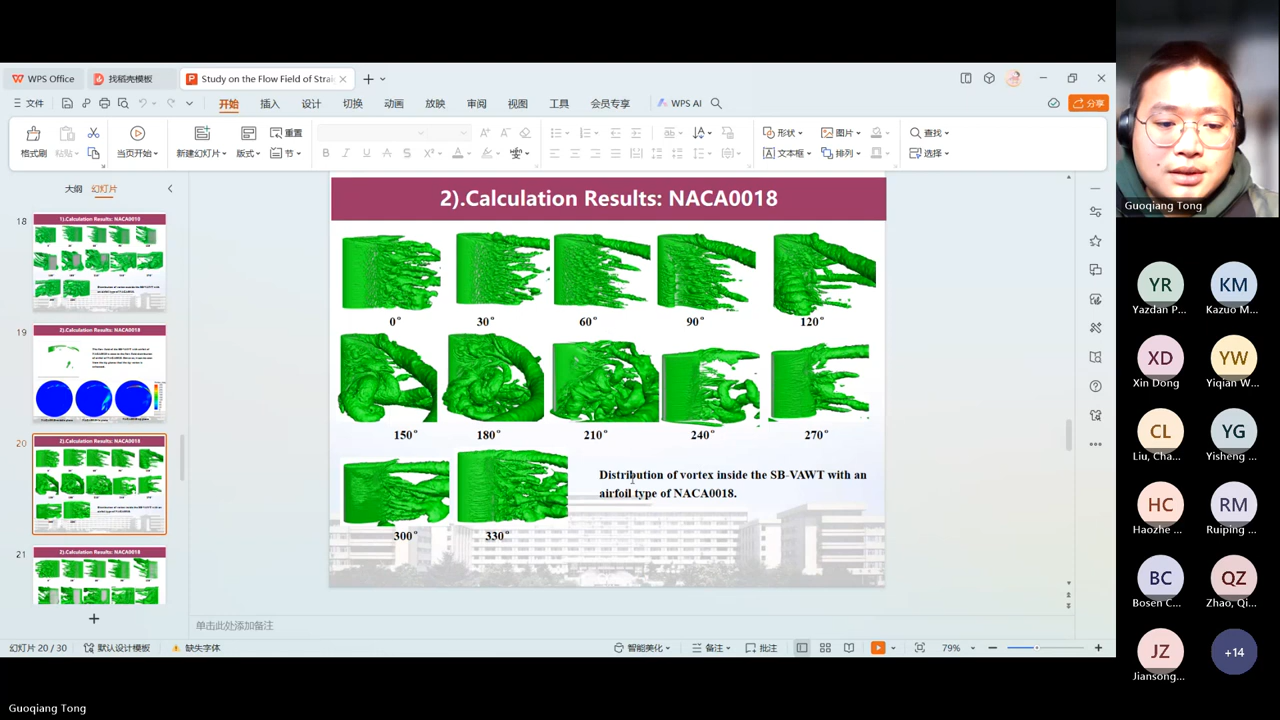 WPS Office
找稻壳模板
Study on the Flow Field of Strai
文件
开始
插入
设计
切换
动画
放映
审阅
视图
工具
会员专享
WPS AI
分享
格式刷
粘贴
当页开始
新建幻灯片
版式
重置
节
形状
图片
文本框
排列
查找
选择
大纲
幻灯片
18
1).Calculation Results: NACA0010
19
2).Calculation Results: NACA0018
20
2).Calculation Results: NACA0018
21
2).Calculation Results: NACA0018
2).Calculation Results: NACA0018
0°
30°
60°
90°
120°
150°
180°
210°
240°
270°
300°
330°
Distribution of vortex inside the SB-VAWT with an
airfoil type of NACA0018.
单击此处添加备注
幻灯片 20 / 30
默认设计模板
缺失字体
智能美化
备注
批注
79%
Guoqiang Tong
YR
Yazdan P...
KM
Kazuo M...
XD
Xin Dong
YW
Yiqian W...
CL
Liu, Cha...
YG
Yisheng ...
HC
Haozhe ...
RM
Ruiping ...
BC
Bosen C...
QZ
Zhao, Qi...
JZ
Jiansong...
+14
Guoqiang Tong